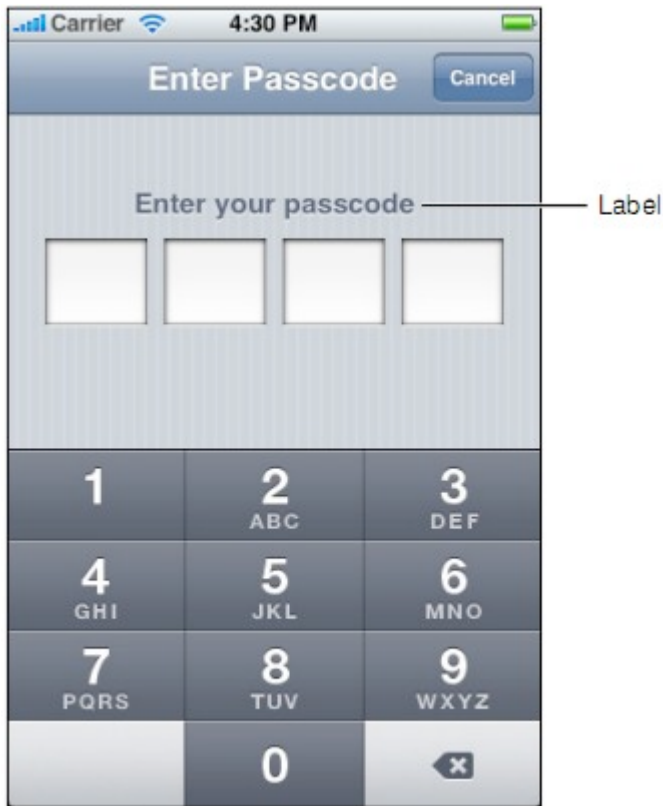 Carrier 4:30 PM
Enter Passcode Cancel
Enter your passcode Label
1 2 3
ABC DEF
4 5 6
GHI JKL MNO
7 8 9
PQRS TUV WXYZ
0